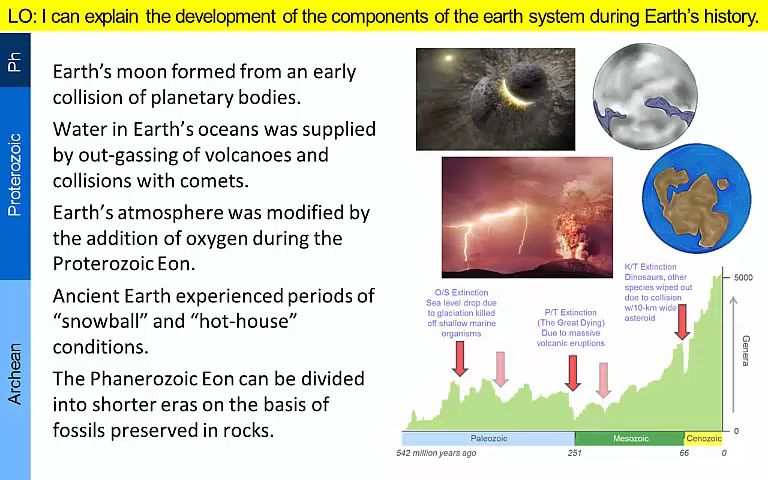 LO: I can explain the development of the components of the earth system during Earth's history.
Ph
Proterozoic
Archean
Earth's moon formed from an early
collision of planetary bodies.
Water in Earth's oceans was supplied
by out-gassing of volcanoes and
collisions with comets.
Earth's atmosphere was modified by
the addition of oxygen during the
Proterozoic Eon.
Ancient Earth experienced periods of
“snowball” and “hot-house”
conditions.
The Phanerozoic Eon can be divided
into shorter eras on the basis of
fossils preserved in rocks.
O/S Extinction
Sea level drop due
to glaciation killed
off shallow marine
organisms
P/T Extinction
(The Great Dying)
Due to massive
volcanic eruptions
K/T Extinction
Dinosaurs, other
species wiped out
due to collision
w/10-km wide
asteroid
5000
Genera
0
Paleozoic
Mesozoic
Cenozoic
542 million years ago
251
66
0